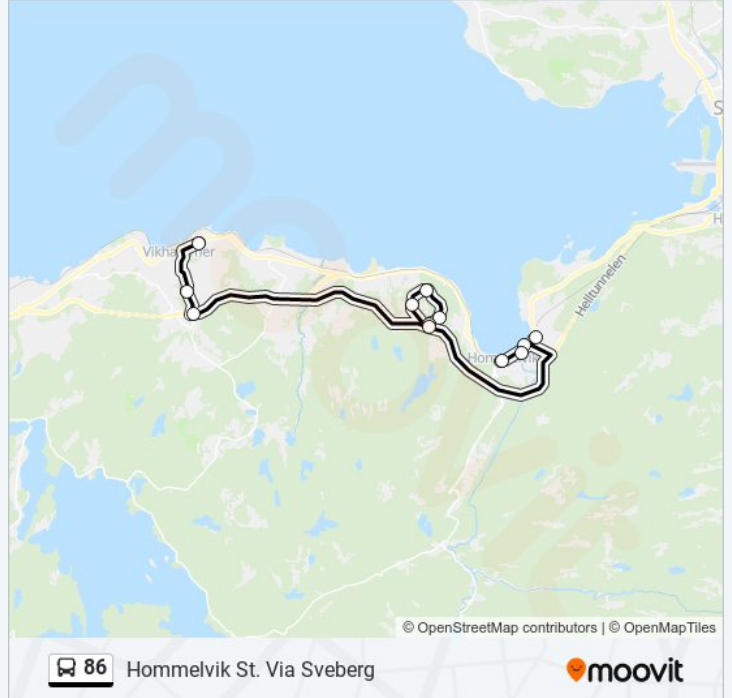 S
H
Vikhammer
Helltunnelen
Hommelvik
© OpenStreetMap contributors | © OpenMapTiles
86 Hommelvik St. Via Sveberg
moovit